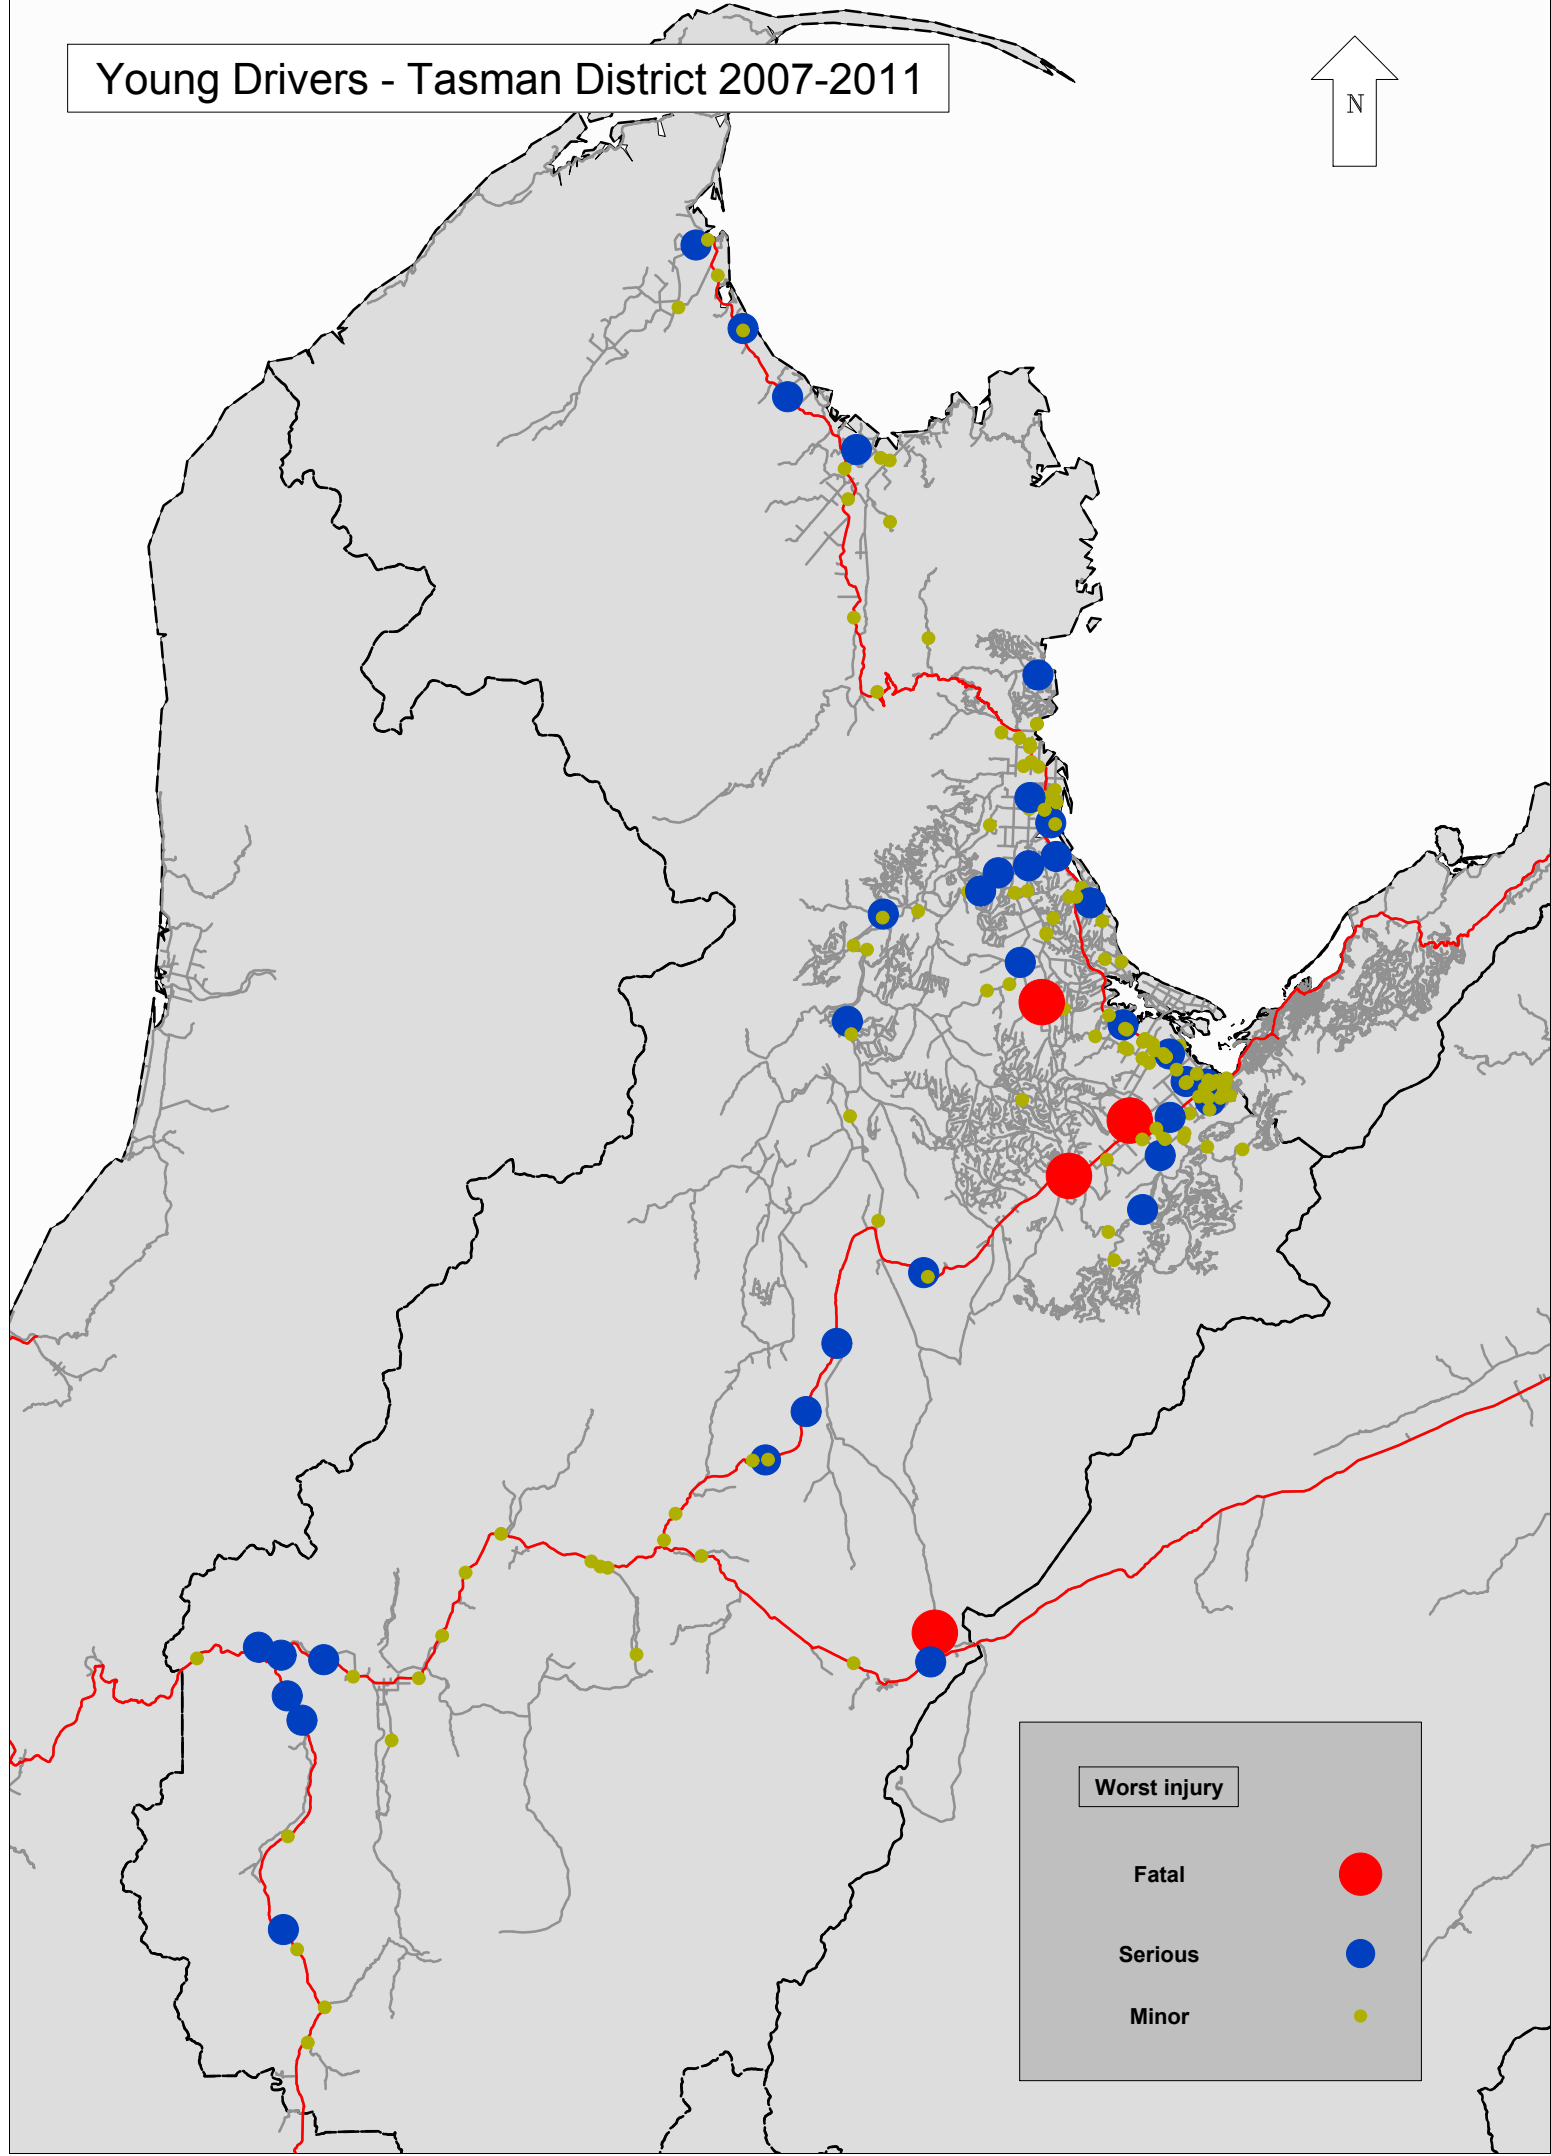 Young Drivers - Tasman District 2007-2011
N
Worst injury
Fatal
Serious
Minor